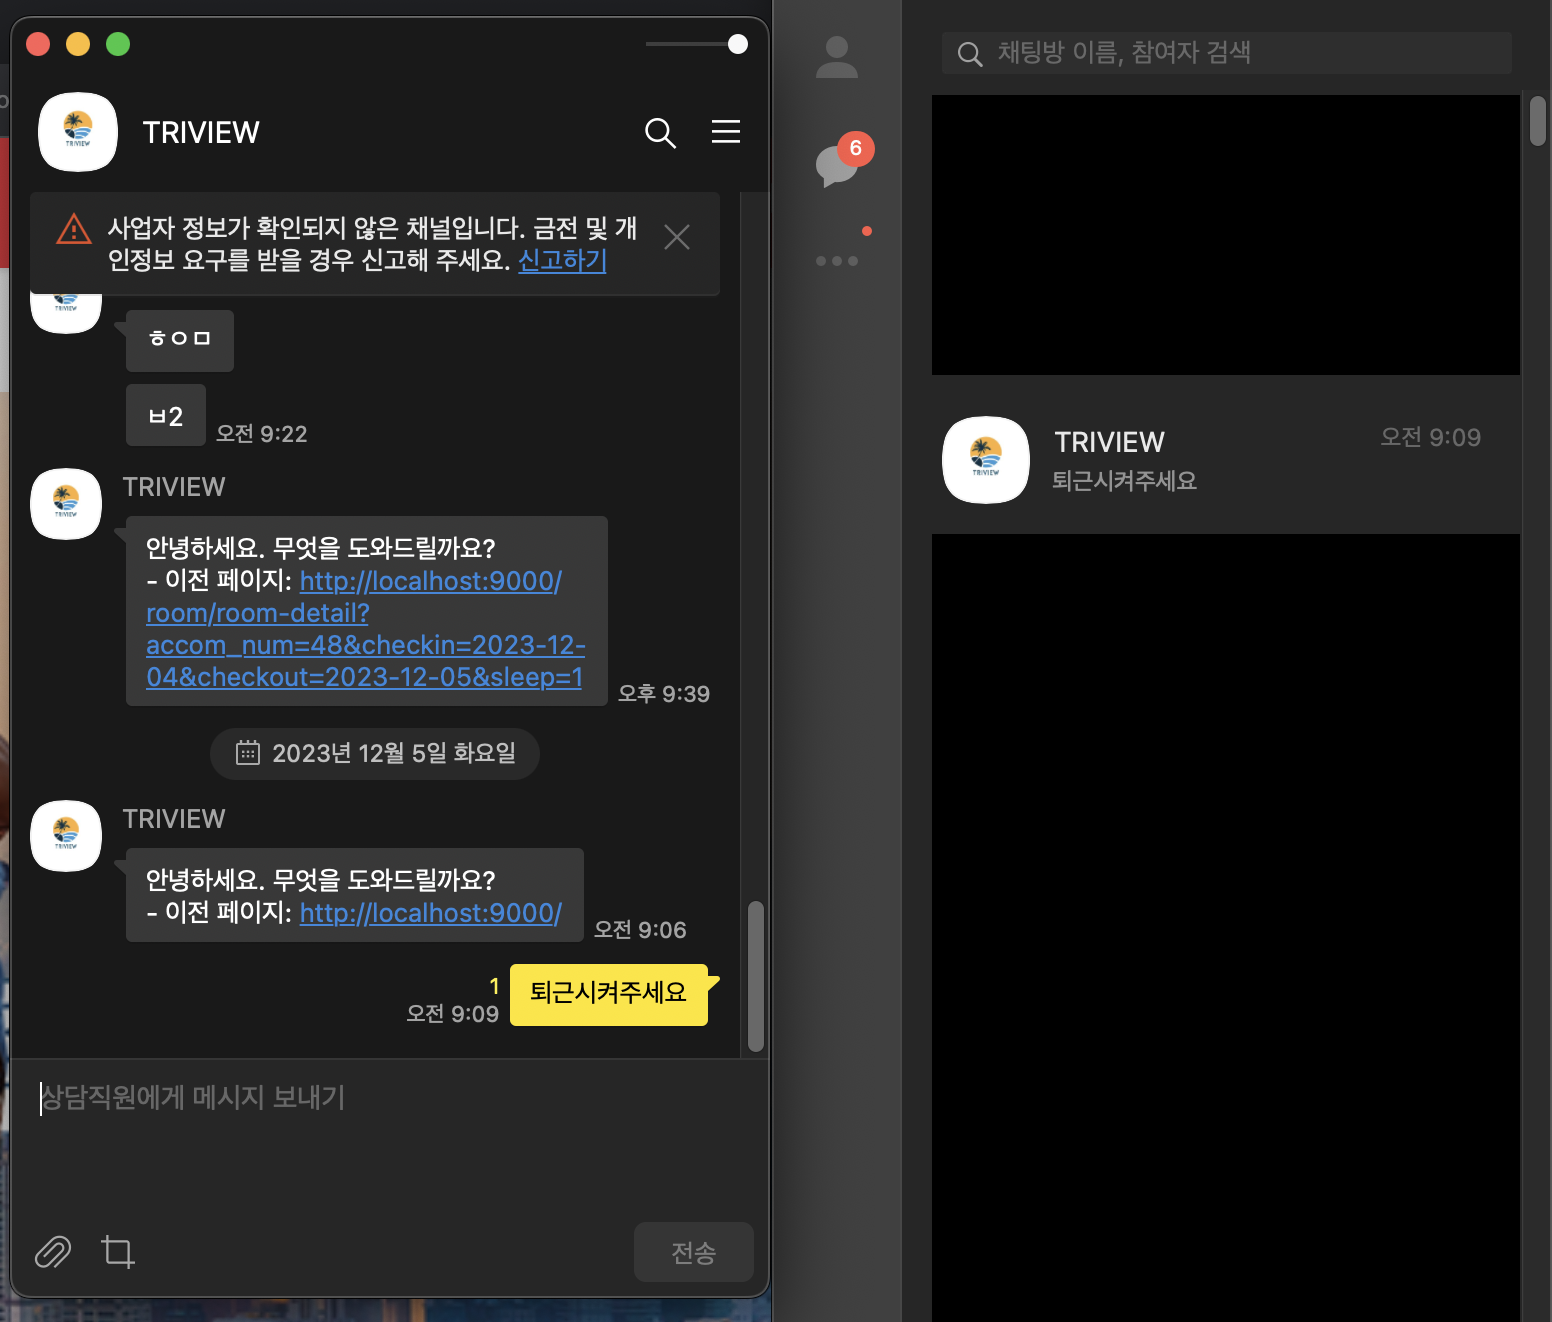 TRIVIEW
TRIVIEW
사업자 정보가 확인되지 않은 채널입니다. 금전 및 개
인정보 요구를 받을 경우 신고해 주세요. 신고하기
ㅎㅇㅁ
ㅂ2
오전 9:22
TRIVIEW
TRIVIEW
안녕하세요. 무엇을 도와드릴까요?
- 이전 페이지: http://localhost:9000/
room/room-detail?
accom_num=48&checkin=2023-12-
04&checkout=2023-12-05&sleep=1
오후 9:39
2023년 12월 5일 화요일
TRIVIEW
TRIVIEW
안녕하세요. 무엇을 도와드릴까요?
- 이전 페이지: http://localhost:9000/
오전 9:06
1
오전 9:09
퇴근시켜주세요
상담직원에게 메시지 보내기
전송
6
채팅방 이름, 참여자 검색
TRIVIEW
TRIVIEW
오전 9:09
퇴근시켜주세요